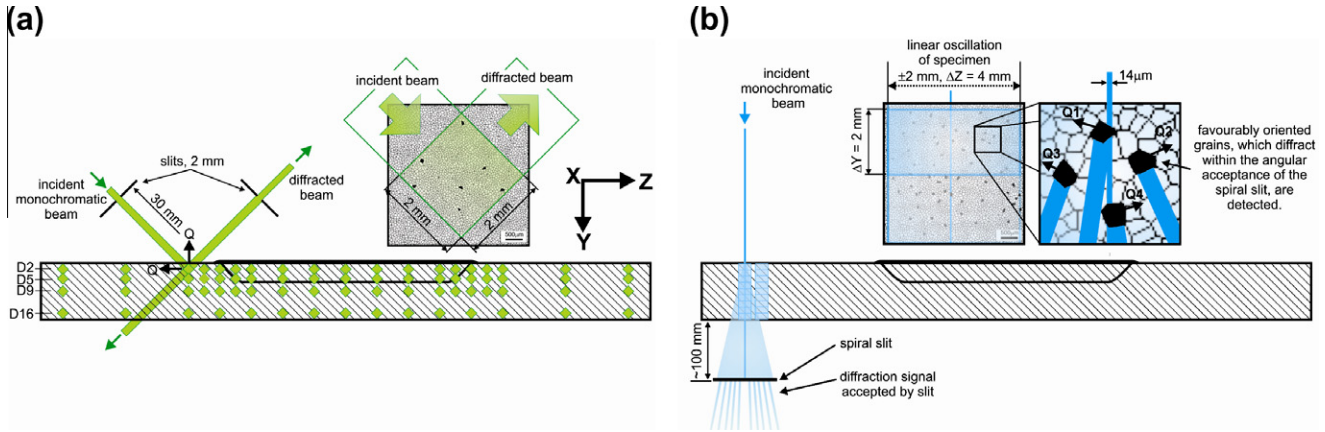 (a)
incident beam
diffracted beam
slits, 2 mm
incident
monochromatic
beam
30 mm
diffracted
beam
Q
Q
2 mm
2 mm
500µm
X
Z
Y
D2
D5
D9
D16
(b)
incident
monochromatic
beam
linear oscillation
of specimen
±2 mm, ΔZ = 4 mm
ΔY = 2 mm
14µm
Q1
Q2
Q3
Q4
favourably oriented
grains, which diffract
within the angular
acceptance of the
spiral slit, are
detected.
~100 mm
spiral slit
diffraction signal
accepted by slit